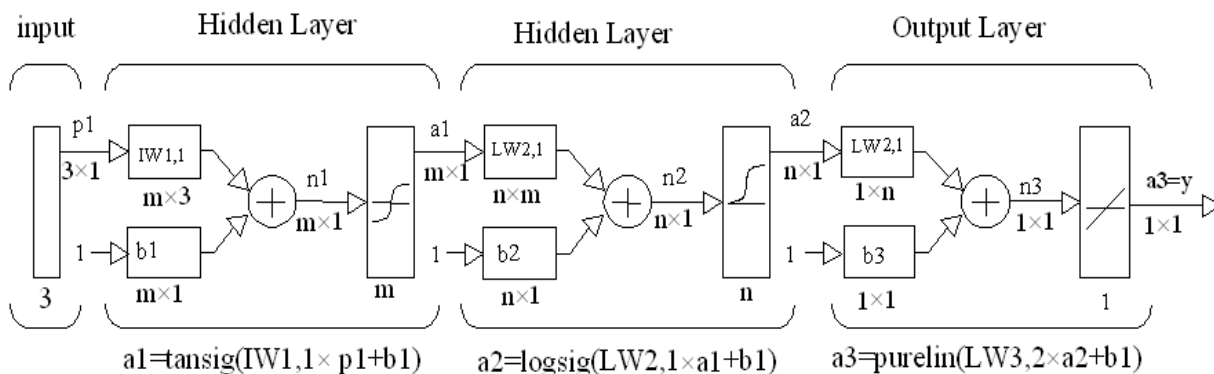 input
Hidden Layer
Hidden Layer
Output Layer
p1
3×1
IW1,1
m×3
n1
m×1
1
b1
m×1
3
m
a1
m×1
LW2,1
n×m
n2
n×1
1
b2
n×1
n
a2
n×1
LW2,1
1×n
n3
1×1
1
b3
1×1
1
a3=y
1×1
a1=tansig(IW1,1× p1+b1)
a2=logsig(LW2,1×a1+b1)
a3=purelin(LW3,2×a2+b1)